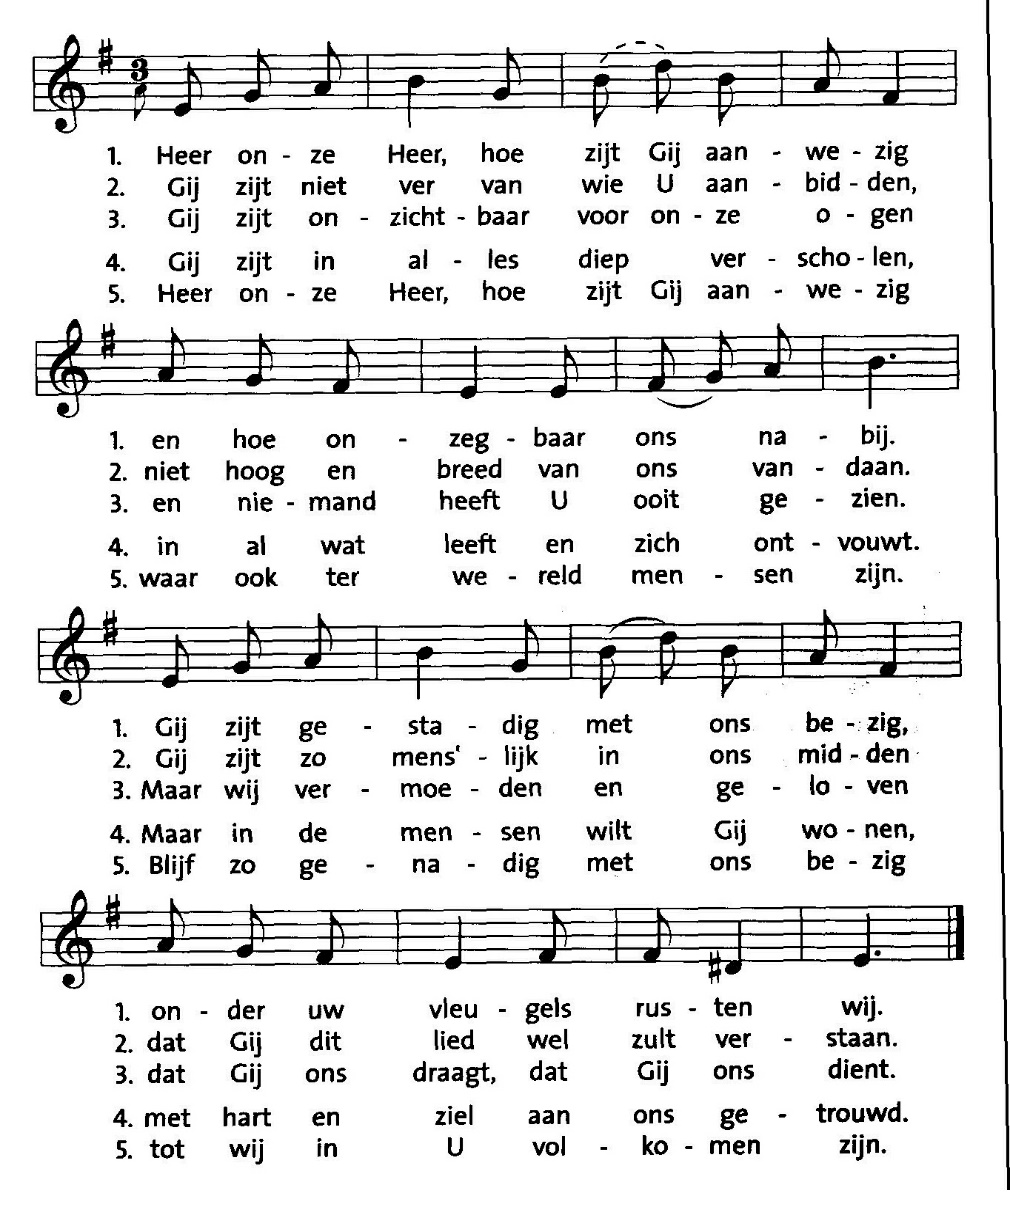 3
1. Heer on - ze Heer, hoe zijt Gij aan - we - zig
2. Gij zijt niet ver van wie U aan - bid - den,
3. Gij zijt on - zicht - baar voor on - ze o - gen
4. Gij zijt in al - les diep ver - scho - len,
5. Heer on - ze Heer, hoe zijt Gij aan - we - zig
1. en hoe on - zeg - baar ons na - bij.
2. niet hoog en breed van ons van - daan.
3. en nie - mand heeft U ooit ge - zien.
4. in al wat leeft en zich ont - vouwt.
5. waar ook ter we - reld men - sen zijn.
1. Gij zijt ge - sta - dig met ons be - zig,
2. Gij zijt zo mens' - lijk in ons mid - den
3. Maar wij ver - moe - den en ge - lo - ven
4. Maar in de men - sen wilt Gij wo - nen,
5. Blijf zo ge - na - dig met ons be - zig
1. on - der uw vleu - gels rus - ten wij.
2. dat Gij dit lied wel zult ver - staan.
3. dat Gij ons draagt, dat Gij ons dient.
4. met hart en ziel aan ons ge - trouwd.
5. tot wij in U vol - ko - men zijn.